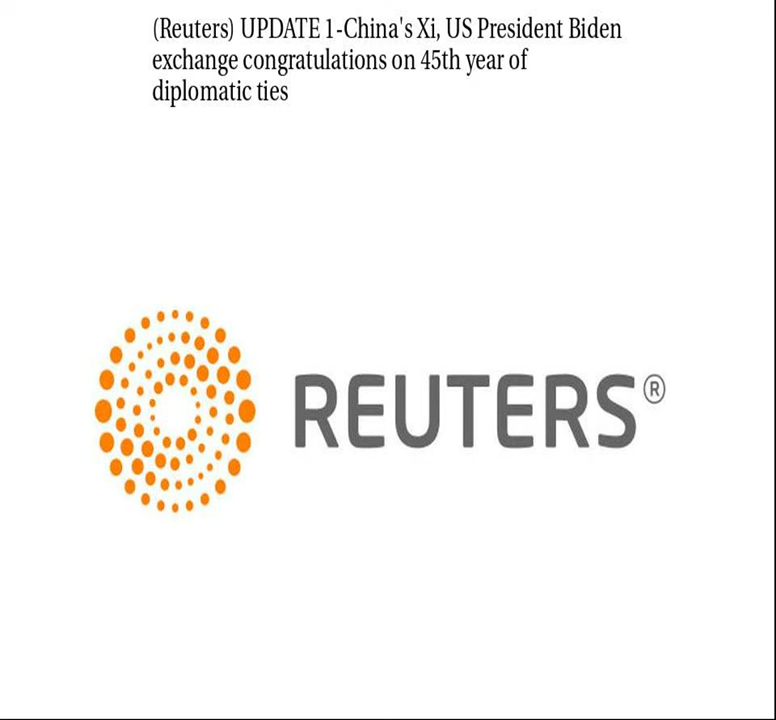 (Reuters) UPDATE 1-China's Xi, US President Biden
exchange congratulations on 45th year of
diplomatic ties
REUTERS®